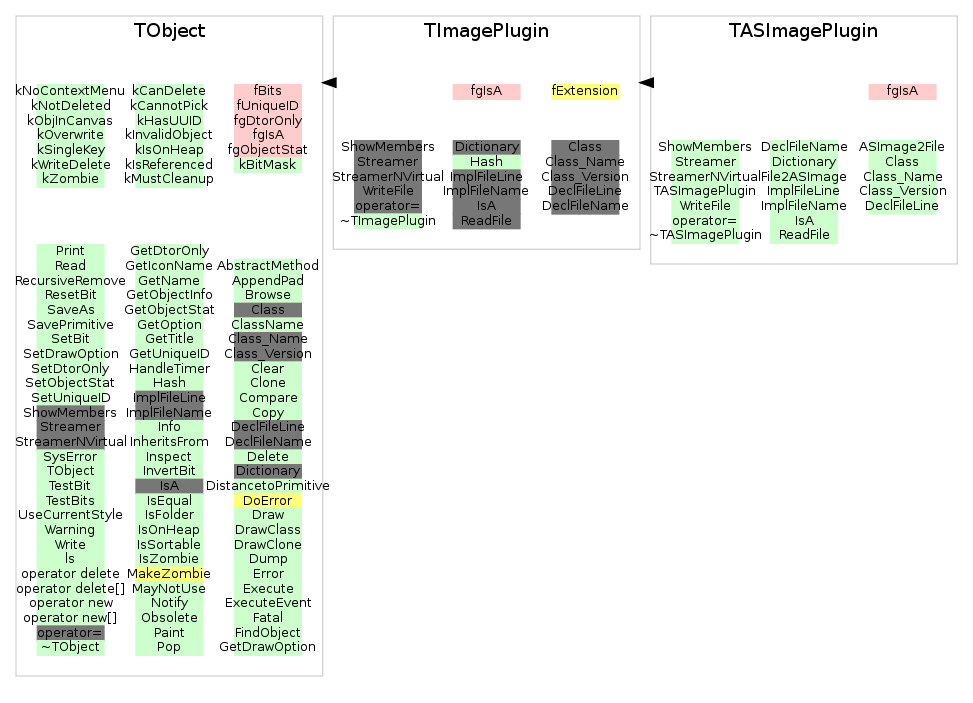 TObject
kNoContextMenu kCanDelete fBits
kNotDeleted kCannotPick fUniqueID
kObjInCanvas kHasUUID fgDtorOnly
kOverwrite kInvalidObject fgIsA
kSingleKey kIsOnHeap fgObjectStat
kWriteDelete kIsReferenced kBitMask
kZombie kMustCleanup
Print GetDtorOnly
Read GetIconName AbstractMethod
RecursiveRemove GetName AppendPad
ResetBit GetObjectInfo Browse
SaveAs GetObjectStat Class
SavePrimitive GetOption ClassName
SetBit GetTitle Class_Name
SetDrawOption GetUniqueID Class_Version
SetDtorOnly HandleTimer Clear
SetObjectStat Hash Clone
SetUniqueID ImplFileLine Compare
ShowMembers ImplFileName Copy
Streamer Info DeclFileLine
StreamerNVirtual InheritsFrom DeclFileName
SysError Inspect Delete
TObject InvertBit Dictionary
TestBit IsA DistancetoPrimitive
TestBits IsEqual DoError
UseCurrentStyle IsFolder Draw
Warning IsOnHeap DrawClass
Write IsSortable DrawClone
ls IsZombie Dump
operator delete MakeZombie Error
operator delete[] MayNotUse Execute
operator new Notify ExecuteEvent
operator new[] Obsolete Fatal
operator= Paint FindObject
~TObject Pop GetDrawOption
TImagePlugin
fgIsA fExtension
ShowMembers Dictionary Class
Streamer Hash Class_Name
StreamerNVirtual ImplFileLine Class_Version
WriteFile ImplFileName DeclFileLine
operator= IsA DeclFileName
~TImagePlugin ReadFile
TASImagePlugin
fgIsA
ShowMembers DeclFileName ASImage2File
Streamer Dictionary Class
StreamerNVirtual File2ASImage Class_Name
TASImagePlugin ImplFileLine Class_Version
WriteFile ImplFileName DeclFileLine
operator= IsA
~TASImagePlugin ReadFile